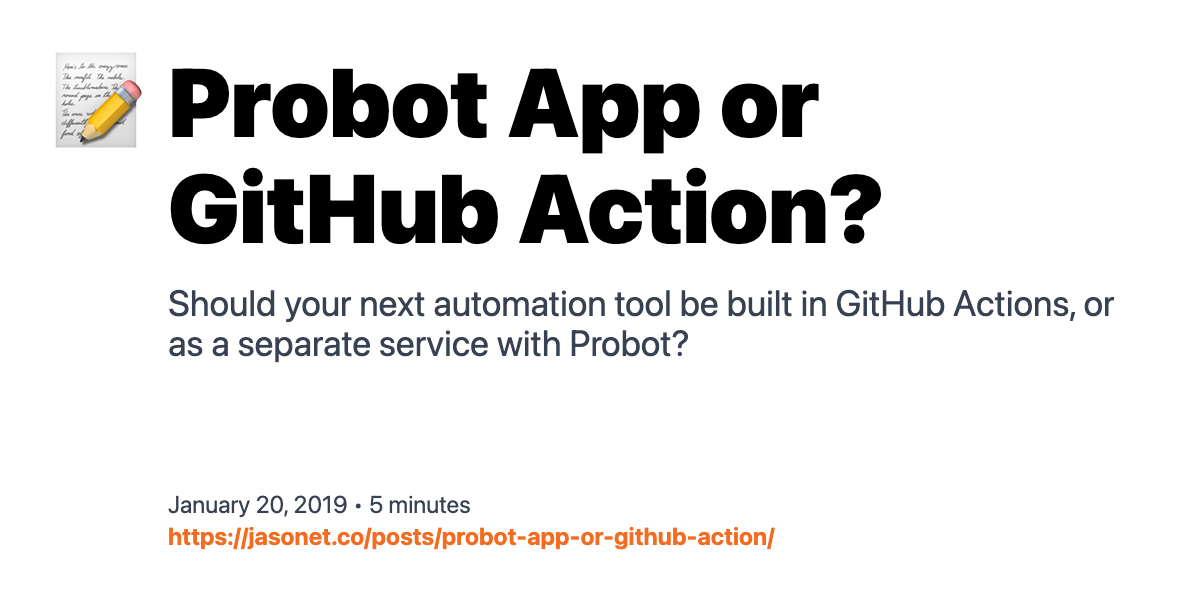 Probot App or
GitHub Action?
Should your next automation tool be built in GitHub Actions, or
as a separate service with Probot?
January 20, 2019 • 5 minutes
https://jasonet.co/posts/probot-app-or-github-action/